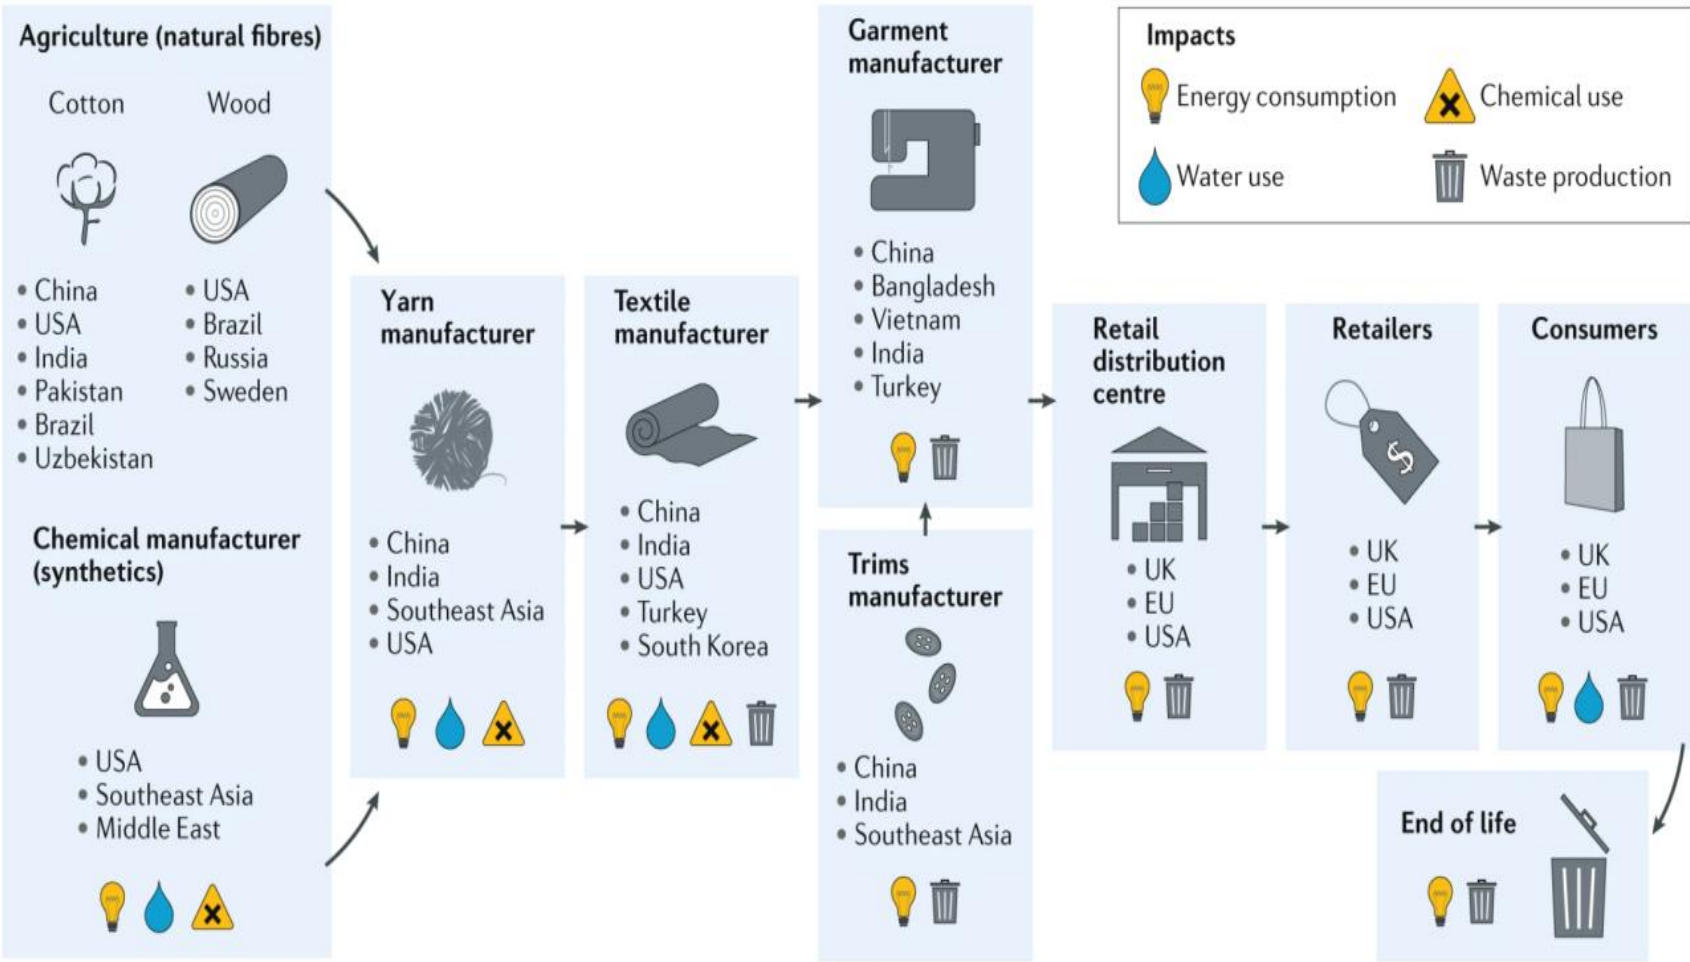 Agriculture (natural fibres)
Cotton
• China
• USA
• India
• Pakistan
• Brazil
• Uzbekistan
Wood
• USA
• Brazil
• Russia
• Sweden
Chemical manufacturer
(synthetics)
• USA
• Southeast Asia
• Middle East
Yarn
manufacturer
• China
• India
• Southeast Asia
• USA
Textile
manufacturer
• China
• India
• USA
• Turkey
• South Korea
Garment
manufacturer
• China
• Bangladesh
• Vietnam
• India
• Turkey
Trims
manufacturer
• China
• India
• Southeast Asia
Impacts
Energy consumption
Chemical use
Water use
Waste production
Retail
distribution
centre
• UK
• EU
• USA
Retailers
$
• UK
• EU
• USA
Consumers
• UK
• EU
• USA
End of life